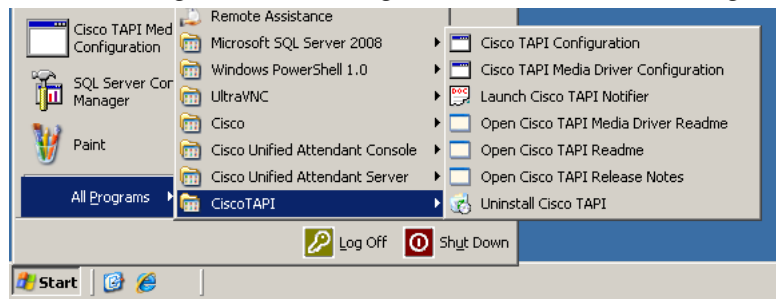 Cisco TAPI Med
Configuration
SQL Server Cor
Manager
Paint
All Programs
Remote Assistance
Microsoft SQL Server 2008
Windows PowerShell 1.0
UltraVNC
Cisco
Cisco Unified Attendant Console
Cisco Unified Attendant Server
CiscoTAPI
Cisco TAPI Configuration
Cisco TAPI Media Driver Configuration
Launch Cisco TAPI Notifier
Open Cisco TAPI Media Driver Readme
Open Cisco TAPI Readme
Open Cisco TAPI Release Notes
Uninstall Cisco TAPI
Log Off
Shut Down
Start